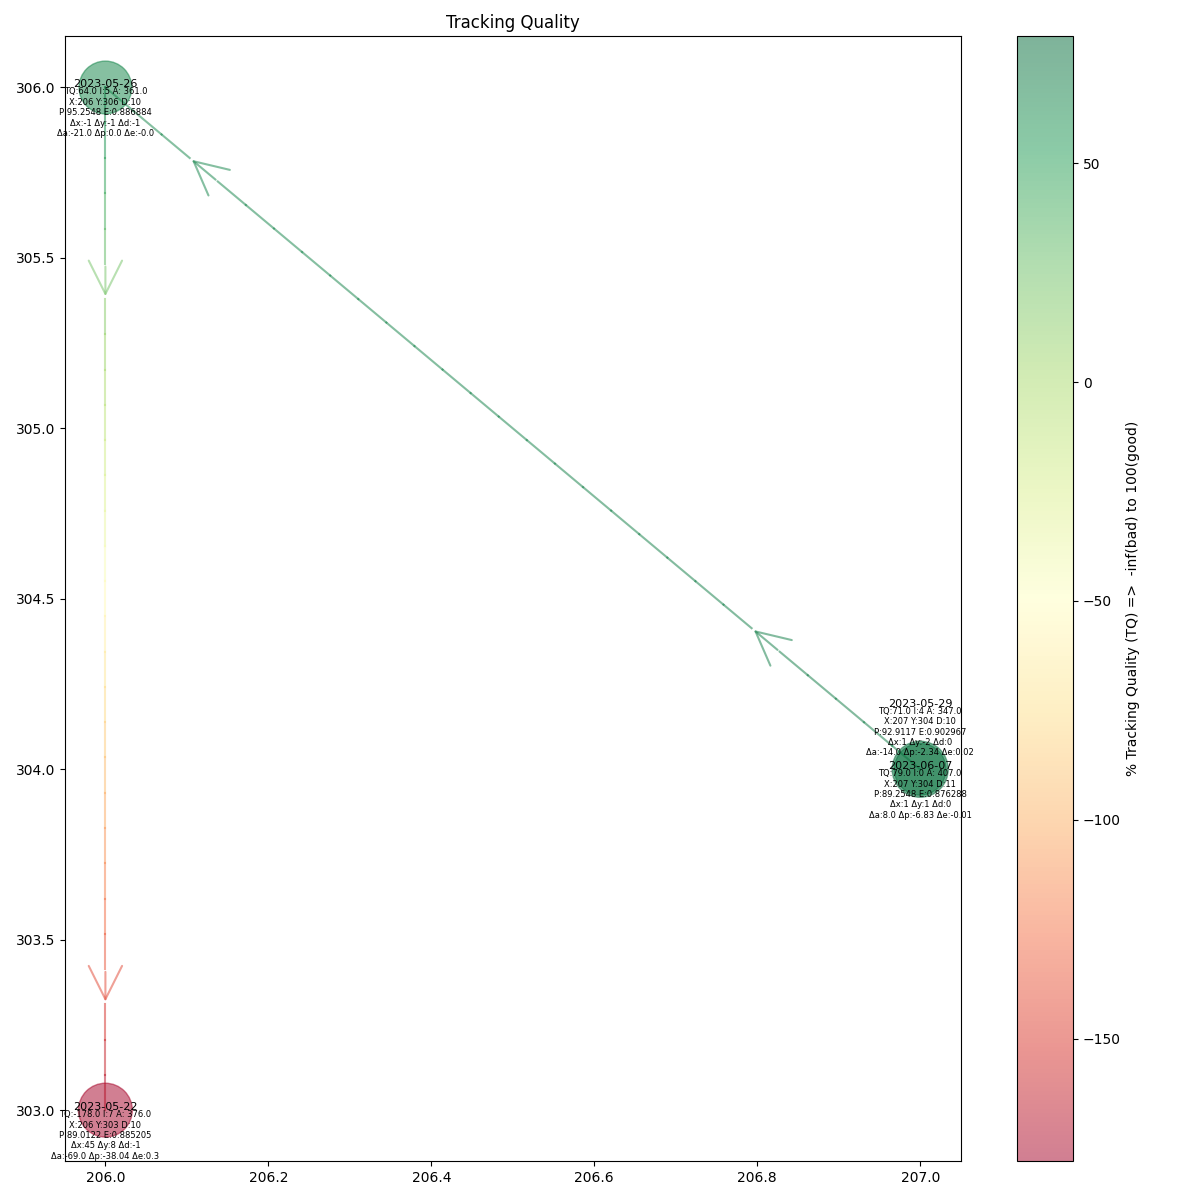 Tracking Quality
2023-05-26
TQ:64.0 I:5 A: 361.0
X:206 Y:306 D:10
P:95.2548 E:0.886884
Δx:-1 Δy:-1 Δd:-1
Δa:-21.0 Δp:0.0 Δe:-0.0
2023-05-29
TQ:71.0 I:4 A: 347.0
X:207 Y:304 D:10
P:92.9117 E:0.902967
Δx:1 Δy:-2 Δd:0
Δa:-14.0 Δp:-2.34 Δe:0.02
2023-06-07
TQ:79.0 I:0 A: 407.0
X:207 Y:304 D:11
P:89.2548 E:0.876288
Δx:1 Δy:1 Δd:0
Δa:8.0 Δp:-6.83 Δe:-0.01
2023-05-22
TQ:-178.0 I:7 A: 376.0
X:206 Y:303 D:10
P:89.0122 E:0.885205
Δx:45 Δy:8 Δd:-1
Δa:-69.0 Δp:-38.04 Δe:0.3
306.0
305.5
305.0
304.5
304.0
303.5
303.0
206.0
206.2
206.4
206.6
206.8
207.0
50
0
−50
−100
−150
% Tracking Quality (TQ) => -inf(bad) to 100(good)